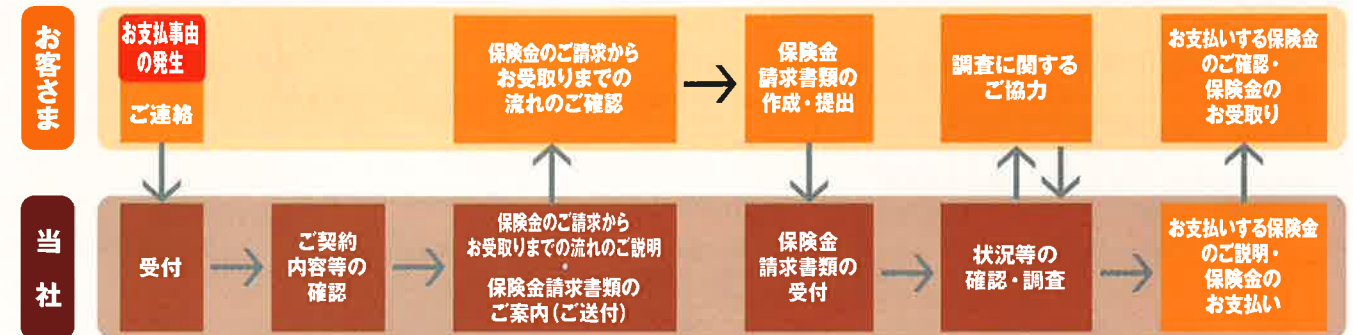 お客さま
お支払事由
の発生
ご連絡
保険金のご請求から
お受取りまでの
流れのご確認
保険金
請求書類の
作成・提出
調査に関する
ご協力
お支払いする保険金
のご確認・
保険金の
お受取り
当社
受付
ご契約
内容等の
確認
保険金のご請求から
お受取りまでの流れのご説明
・
保険金請求書類の
ご案内(ご送付)
保険金
請求書類の
受付
状況等の
確認・調査
お支払いする保険金
のご説明・
保険金の
お支払い